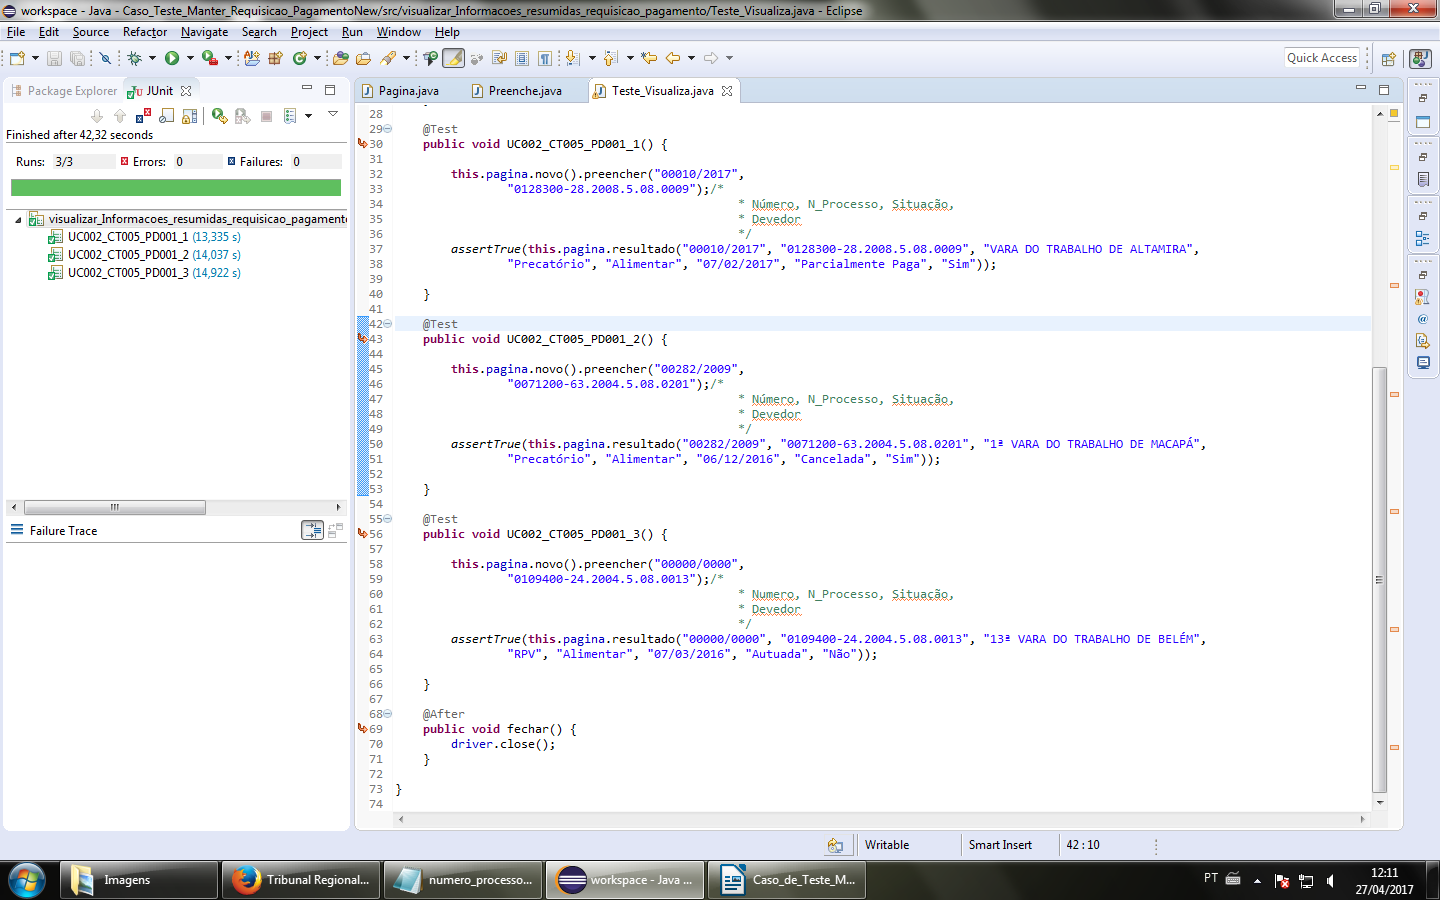 workspace - Java - Caso_Teste_Manter_Requisicao_PagamentoNew/src/visualizar_Informacoes_resumidas_requisicao_pagamento/Teste_Visualiza.java - Eclipse
File Edit Source Refactor Navigate Search Project Run Window Help
Quick Access
Package Explorer JUnit
Finished after 42,32 seconds
Runs: 3/3 Errors: 0 Failures: 0
visualizar_Informacoes_resumidas_requisicao_pagamento
UC002_CT005_PD001_1 (13,335 s)
UC002_CT005_PD001_2 (14,037 s)
UC002_CT005_PD001_3 (14,922 s)
Failure Trace
Pagina.java Preenche.java Teste_Visualiza.java
28
29 @Test
30 public void UC002_CT005_PD001_1() {
31
32 this.pagina.novo().preencher("00010/2017",
33 "0128300-28.2008.5.08.0009");/*
34 * Número, N_Processo, Situação,
35 * Devedor
36 */
37 assertTrue(this.pagina.resultado("00010/2017", "0128300-28.2008.5.08.0009", "VARA DO TRABALHO DE ALTAMIRA",
38 "Precatório", "Alimentar", "07/02/2017", "Parcialmente Paga", "Sim"));
39
40 }
41
42 @Test
43 public void UC002_CT005_PD001_2() {
44
45 this.pagina.novo().preencher("00282/2009",
46 "0071200-63.2004.5.08.0201");/*
47 * Número, N_Processo, Situação,
48 * Devedor
49 */
50 assertTrue(this.pagina.resultado("00282/2009", "0071200-63.2004.5.08.0201", "1ª VARA DO TRABALHO DE MACAPÁ",
51 "Precatório", "Alimentar", "06/12/2016", "Cancelada", "Sim"));
52
53 }
54
55 @Test
56 public void UC002_CT005_PD001_3() {
57
58 this.pagina.novo().preencher("00000/0000",
59 "0109400-24.2004.5.08.0013");/*
60 * Numero, N_Processo, Situação,
61 * Devedor
62 */
63 assertTrue(this.pagina.resultado("00000/0000", "0109400-24.2004.5.08.0013", "13ª VARA DO TRABALHO DE BELÉM",
64 "RPV", "Alimentar", "07/03/2016", "Autuada", "Não"));
65
66 }
67
68 @After
69 public void fechar() {
70 driver.close();
71 }
72
73 }
74
Writable Smart Insert 42 : 10
Imagens Tribunal Regional... numero_processo... workspace - Java ... Caso_de_Teste_M...
PT 12:11
27/04/2017